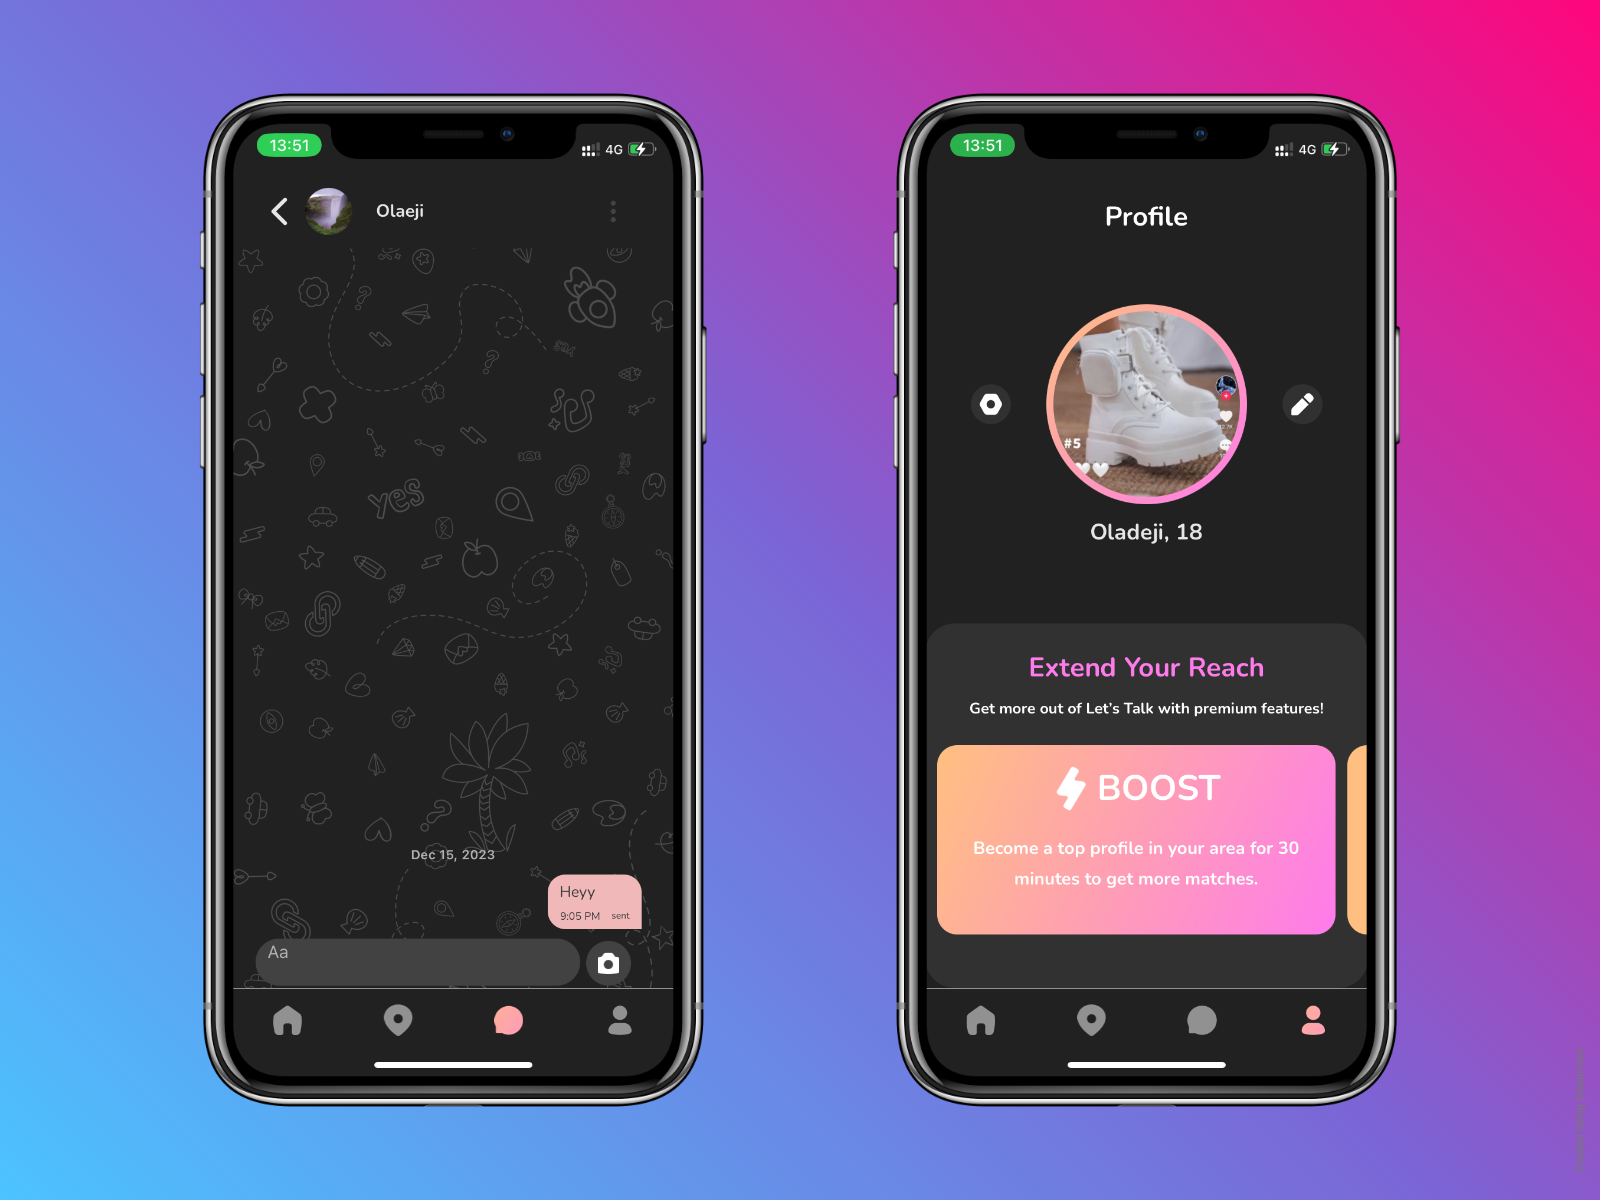 13:51
4G
Olaeji
yes
Dec 15, 2023
Heyy
9:05 PM sent
Aa
13:51
4G
Profile
#5
Oladeji, 18
Extend Your Reach
Get more out of Let's Talk with premium features!
BOOST
Become a top profile in your area for 30
minutes to get more matches.